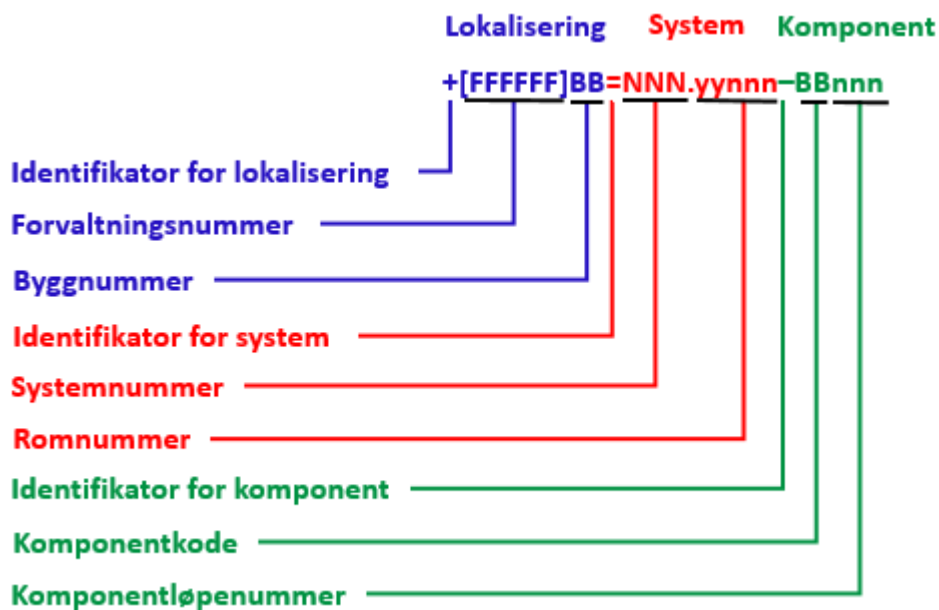 Lokalisering System Komponent
+[FFFFFF]BB=NNN.yynnn–BBnnn
Identifikator for lokalisering
Forvaltningsnummer
Byggnummer
Identifikator for system
Systemnummer
Romnummer
Identifikator for komponent
Komponentkode
Komponentløpenummer